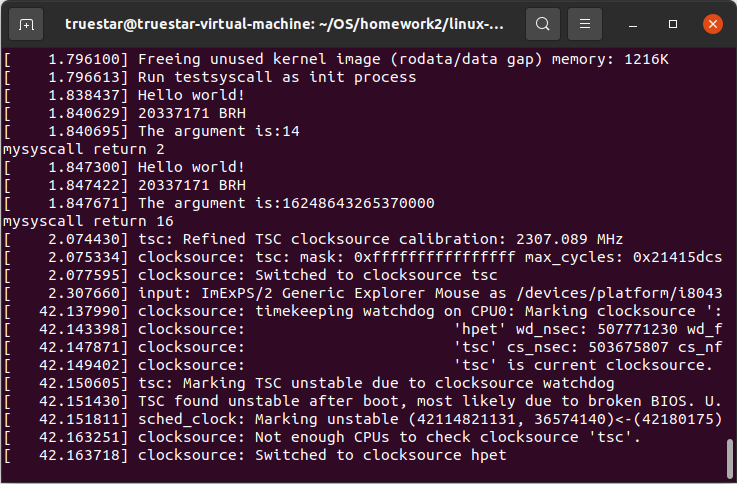 truestar@truestar-virtual-machine: ~/OS/homework2/linux-...
[    1.796100] Freeing unused kernel image (rodata/data gap) memory: 1216K
[    1.796613] Run testsyscall as init process
[    1.838437] Hello world!
[    1.840629] 20337171 BRH
[    1.840695] The argument is:14
mysyscall return 2
[    1.847300] Hello world!
[    1.847422] 20337171 BRH
[    1.847671] The argument is:16248643265370000
mysyscall return 16
[    2.074430] tsc: Refined TSC clocksource calibration: 2307.089 MHz
[    2.075334] clocksource: tsc: mask: 0xffffffffffffffff max_cycles: 0x21415dcs
[    2.077595] clocksource: Switched to clocksource tsc
[    2.307660] input: ImExPS/2 Generic Explorer Mouse as /devices/platform/i8043
[   42.137990] clocksource: timekeeping watchdog on CPU0: Marking clocksource ':
[   42.143398] clocksource:                       'hpet' wd_nsec: 507771230 wd_f
[   42.147871] clocksource:                       'tsc' cs_nsec: 503675807 cs_nf
[   42.149402] clocksource:                       'tsc' is current clocksource.
[   42.150605] tsc: Marking TSC unstable due to clocksource watchdog
[   42.151430] TSC found unstable after boot, most likely due to broken BIOS. U.
[   42.151811] sched_clock: Marking unstable (42114821131, 36574140)<-(42180175)
[   42.163251] clocksource: Not enough CPUs to check clocksource 'tsc'.
[   42.163718] clocksource: Switched to clocksource hpet